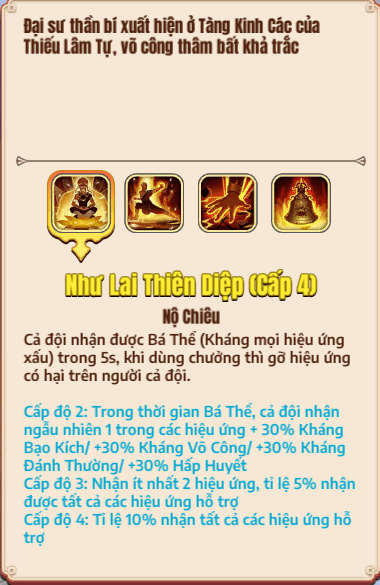 Đại sư thần bí xuất hiện ở Tàng Kinh Các của
Thiếu Lâm Tự, võ công thâm bất khả trắc
Như Lai Thiên Diệp (Cấp 4)
Nộ Chiêu
Cả đội nhận được Bá Thể (Kháng mọi hiệu ứng
xấu) trong 5s, khi dùng chưởng thì gỡ hiệu ứng
có hại trên người cả đội.
Cấp độ 2: Trong thời gian Bá Thể, cả đội nhận
ngẫu nhiên 1 trong các hiệu ứng + 30% Kháng
Bạo Kích/ +30% Kháng Võ Công/ +30% Kháng
Đánh Thường/ +30% Hấp Huyết
Cấp độ 3: Nhận ít nhất 2 hiệu ứng, tỉ lệ 5% nhận
được tất cả các hiệu ứng hỗ trợ
Cấp độ 4: Tỉ lệ 10% nhận tất cả các hiệu ứng hỗ
trợ